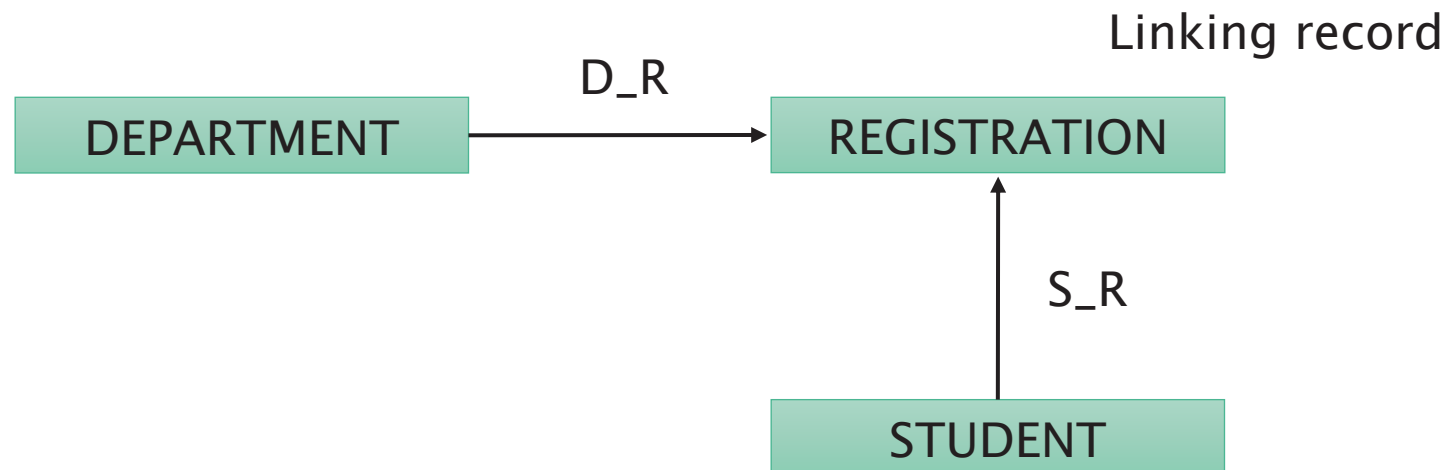 Linking record
D_R
DEPARTMENT
REGISTRATION
S_R
STUDENT